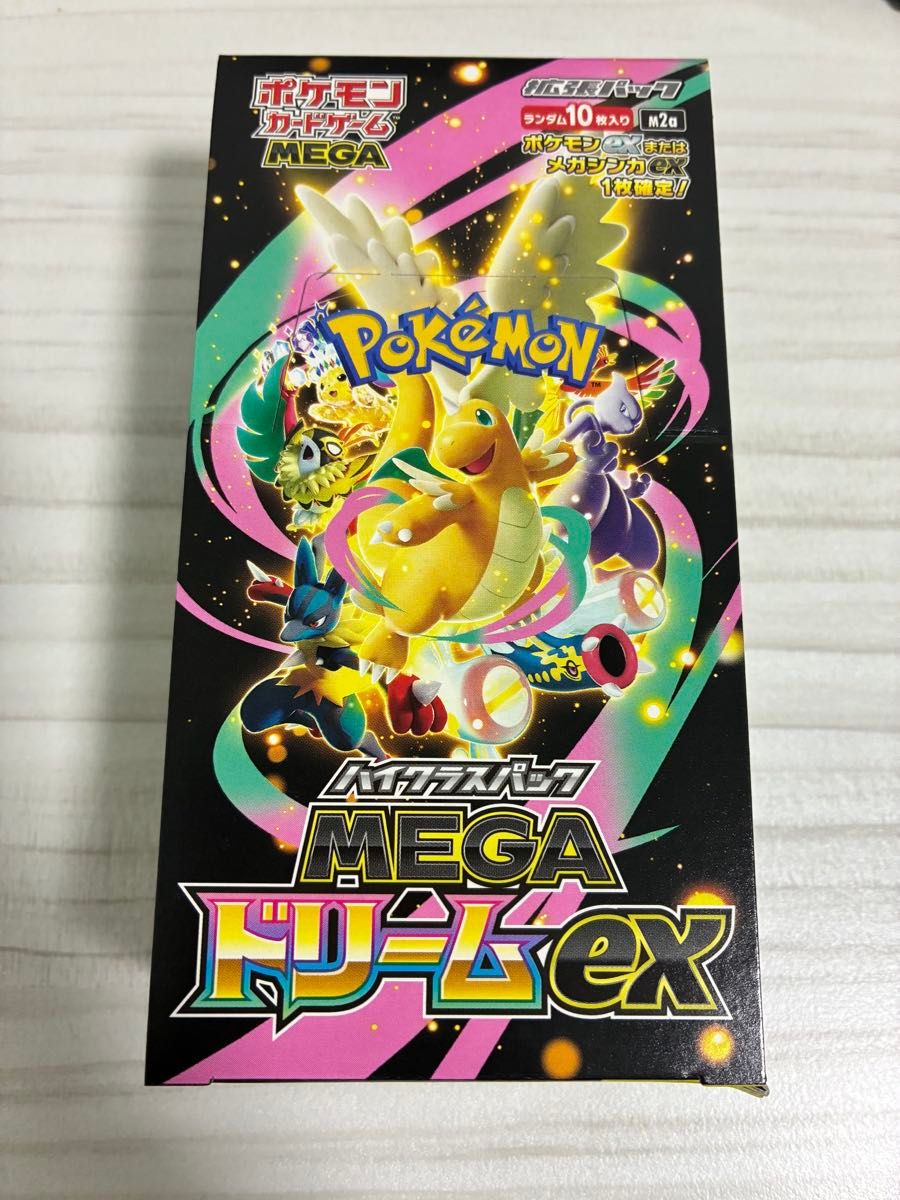 ポケモン
カードゲーム™
MEGA
拡張パック
ランダム10枚入り M2a
ポケモンexまたは
メガシンカex
1枚確定!
POKÉMON™
ハイクラスパック
MEGA
ドリームex